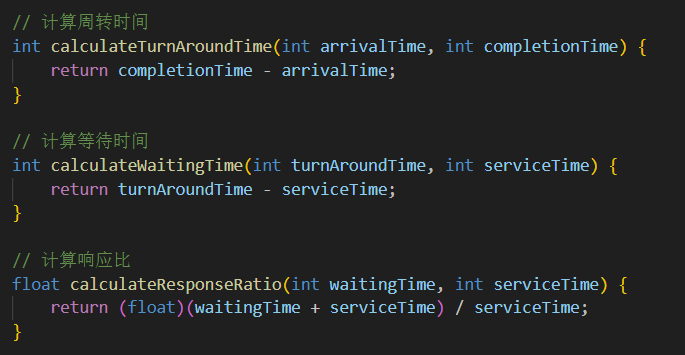 // 计算周转时间
int calculateTurnAroundTime(int arrivalTime, int completionTime) {
    return completionTime - arrivalTime;
}
// 计算等待时间
int calculateWaitingTime(int turnAroundTime, int serviceTime) {
    return turnAroundTime - serviceTime;
}
// 计算响应比
float calculateResponseRatio(int waitingTime, int serviceTime) {
    return (float)(waitingTime + serviceTime) / serviceTime;
}